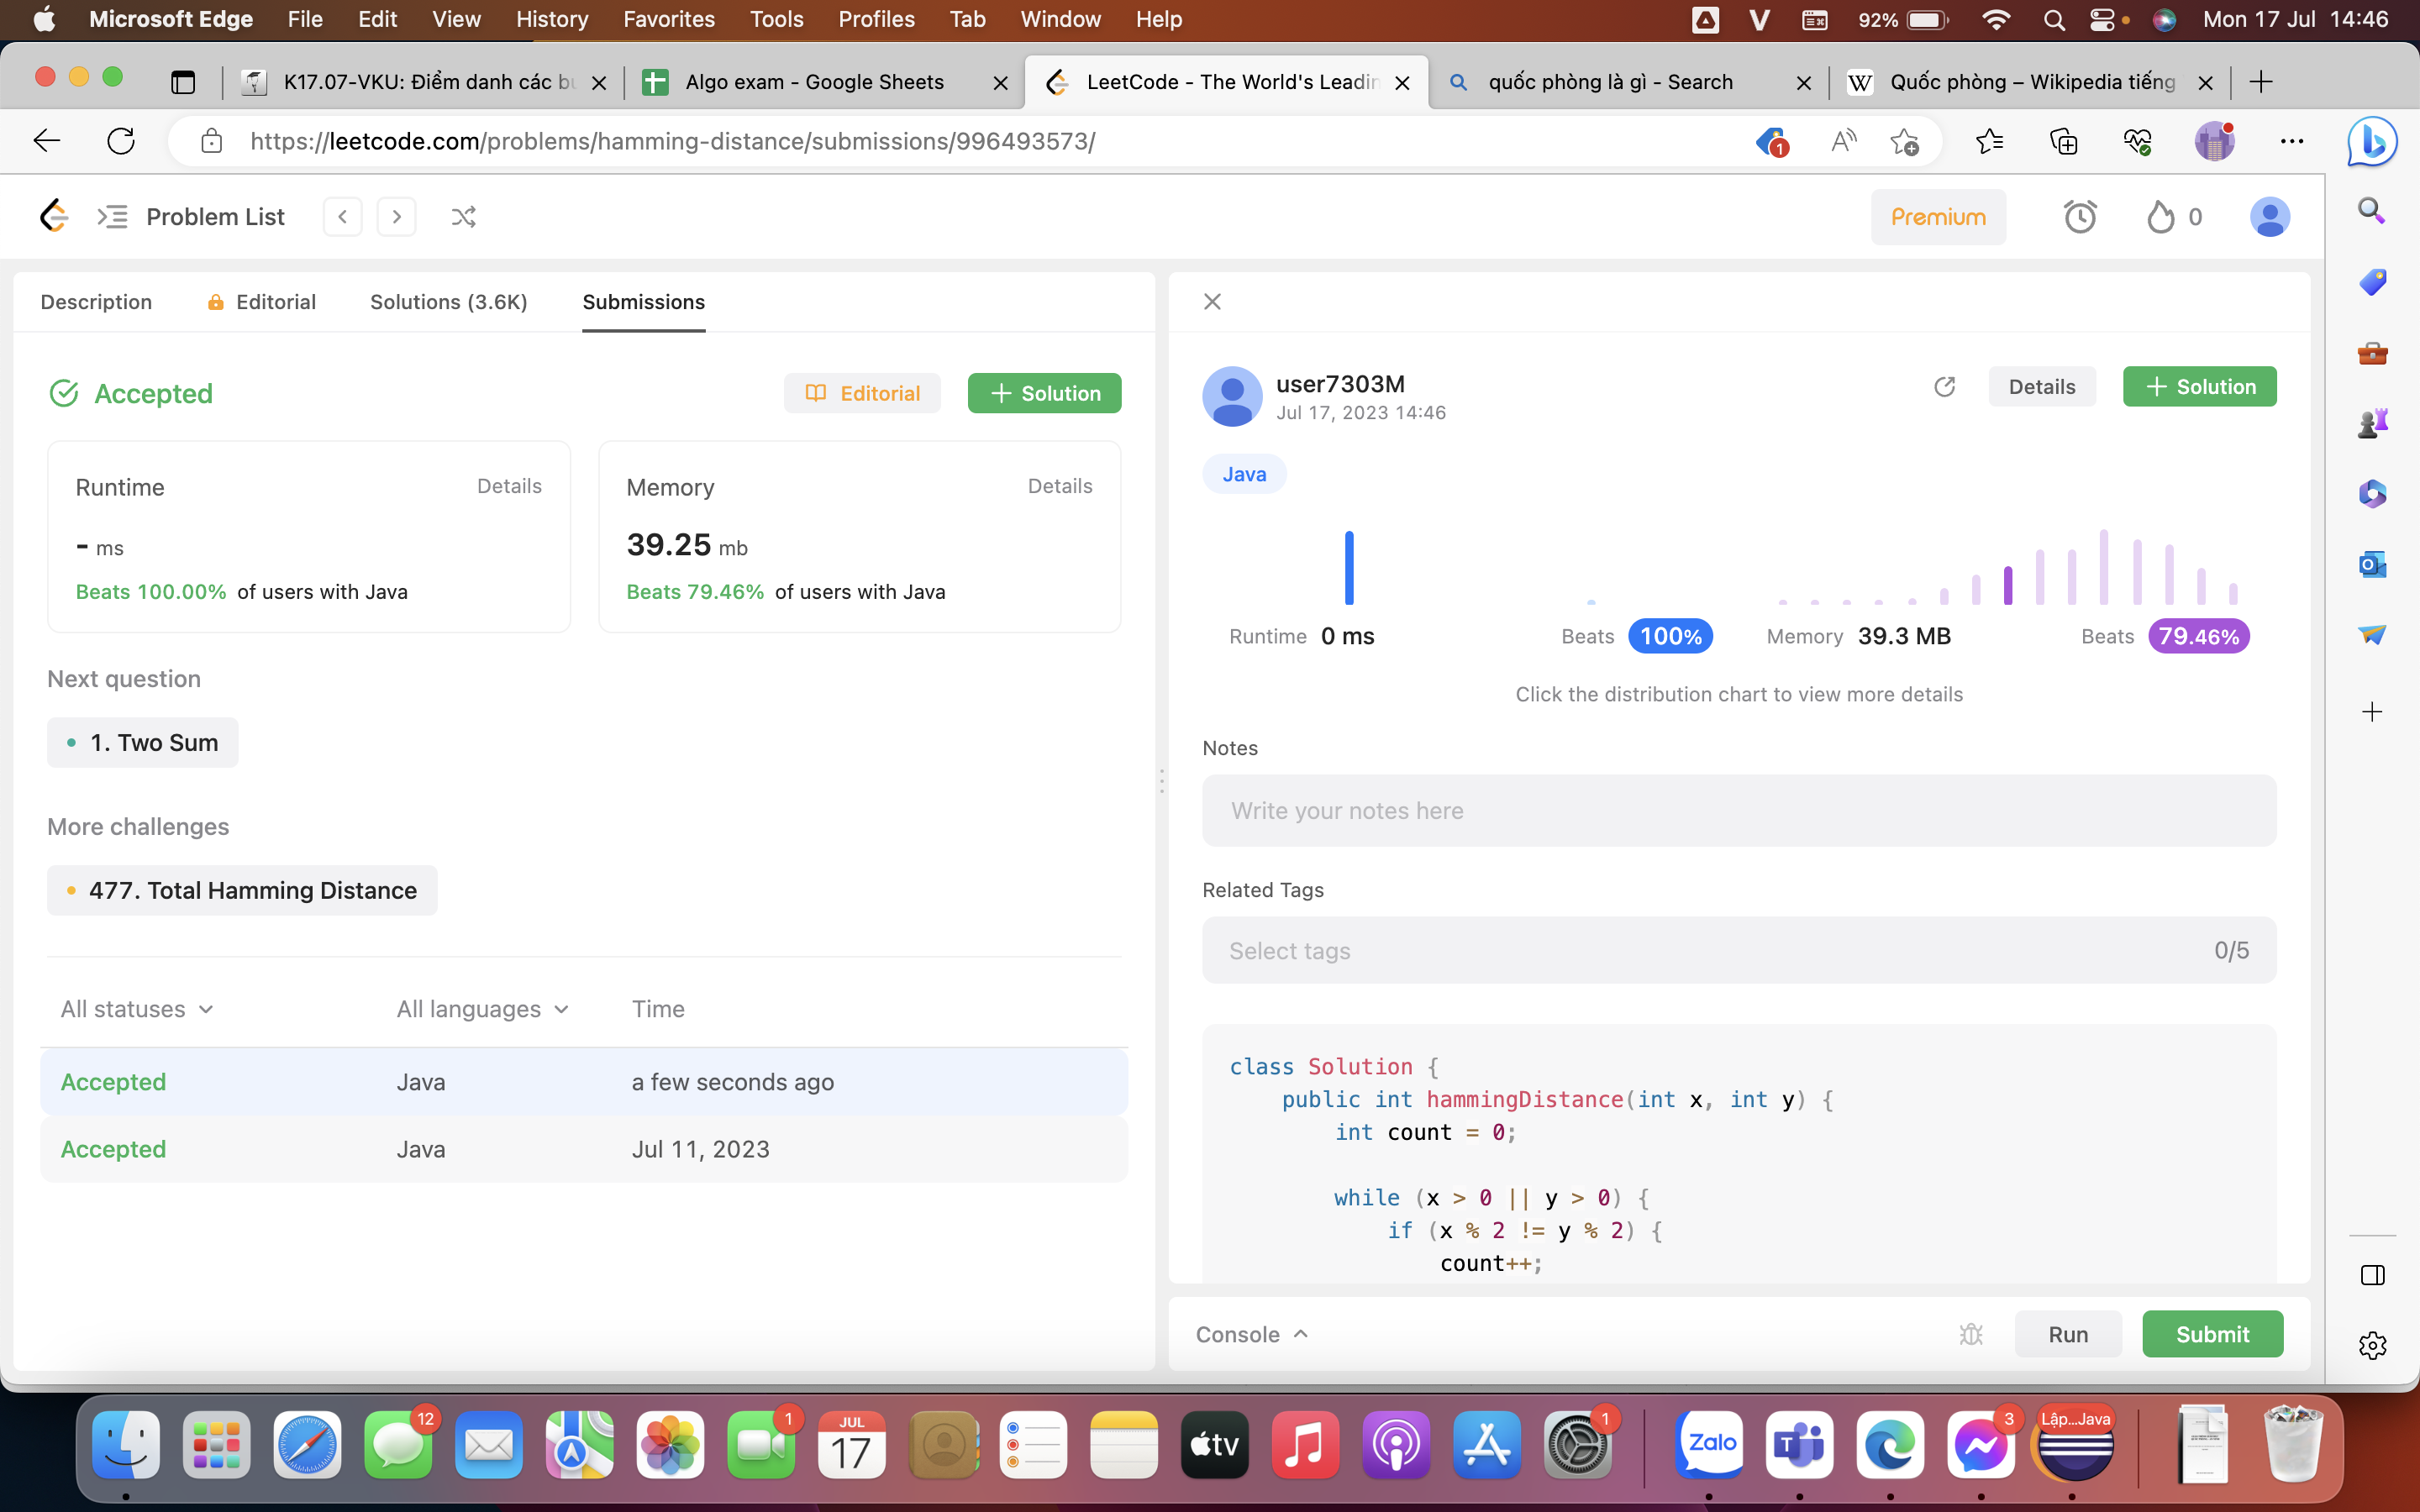 Microsoft Edge File Edit View History Favorites Tools Profiles Tab Window Help 92% Mon 17 Jul 14:46
K17.07-VKU: Điểm danh các bu Algo exam - Google Sheets LeetCode - The World's Leadin quốc phòng là gì - Search Quốc phòng – Wikipedia tiếng
https://leetcode.com/problems/hamming-distance/submissions/996493573/ 1
Problem List Premium 0
Description Editorial Solutions (3.6K) Submissions
Accepted Editorial + Solution
Runtime Details
- ms
Beats 100.00% of users with Java
Memory Details
39.25 mb
Beats 79.46% of users with Java
Next question
1. Two Sum
More challenges
477. Total Hamming Distance
All statuses All languages Time
Accepted Java a few seconds ago
Accepted Java Jul 11, 2023
user7303M Details + Solution
Jul 17, 2023 14:46
Java
Runtime 0 ms Beats 100% Memory 39.3 MB Beats 79.46%
Click the distribution chart to view more details
Notes
Write your notes here
Related Tags
Select tags 0/5
class Solution {
public int hammingDistance(int x, int y) {
int count = 0;
while (x > 0 || y > 0) {
if (x % 2 != y % 2) {
count++;
Console Run Submit
12 1 JUL 17 tv 1 Zalo 3 Lập...Java